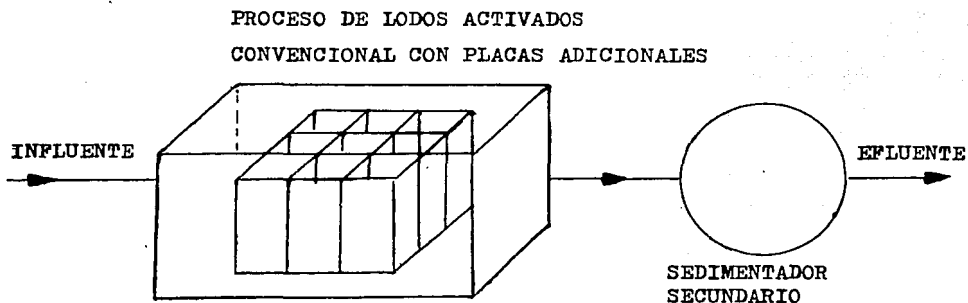 PROCESO DE LODOS ACTIVADOS
CONVENCIONAL CON PLACAS ADICIONALES
INFLUENTE
EFLUENTE
SEDIMENTADOR
SECUNDARIO